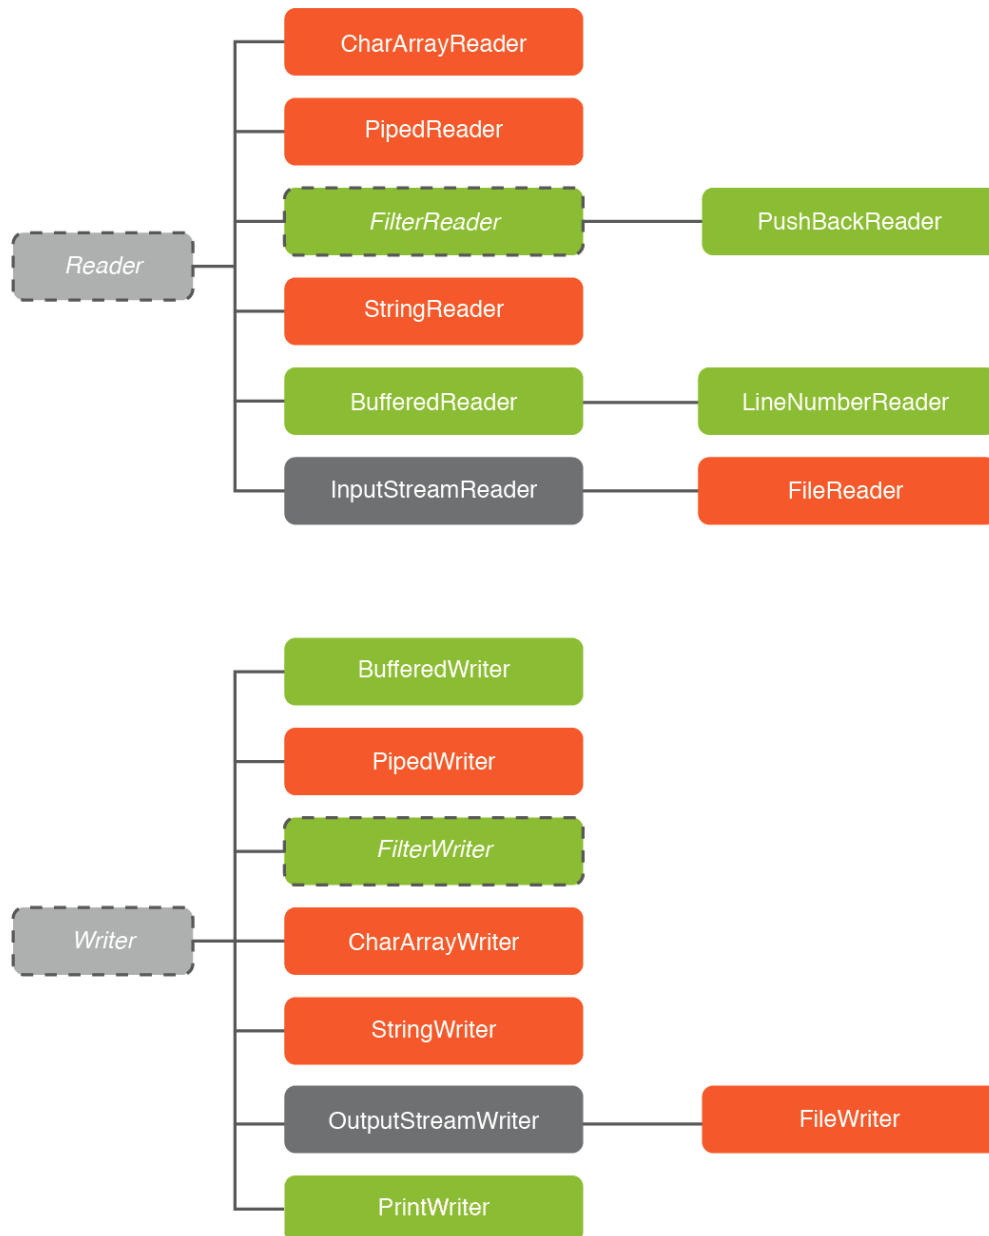 CharArrayReader
PipedReader
FilterReader
PushBackReader
Reader
StringReader
BufferedReader
LineNumberReader
InputStreamReader
FileReader
BufferedWriter
PipedWriter
FilterWriter
Writer
CharArrayWriter
StringWriter
OutputStreamWriter
FileWriter
PrintWriter